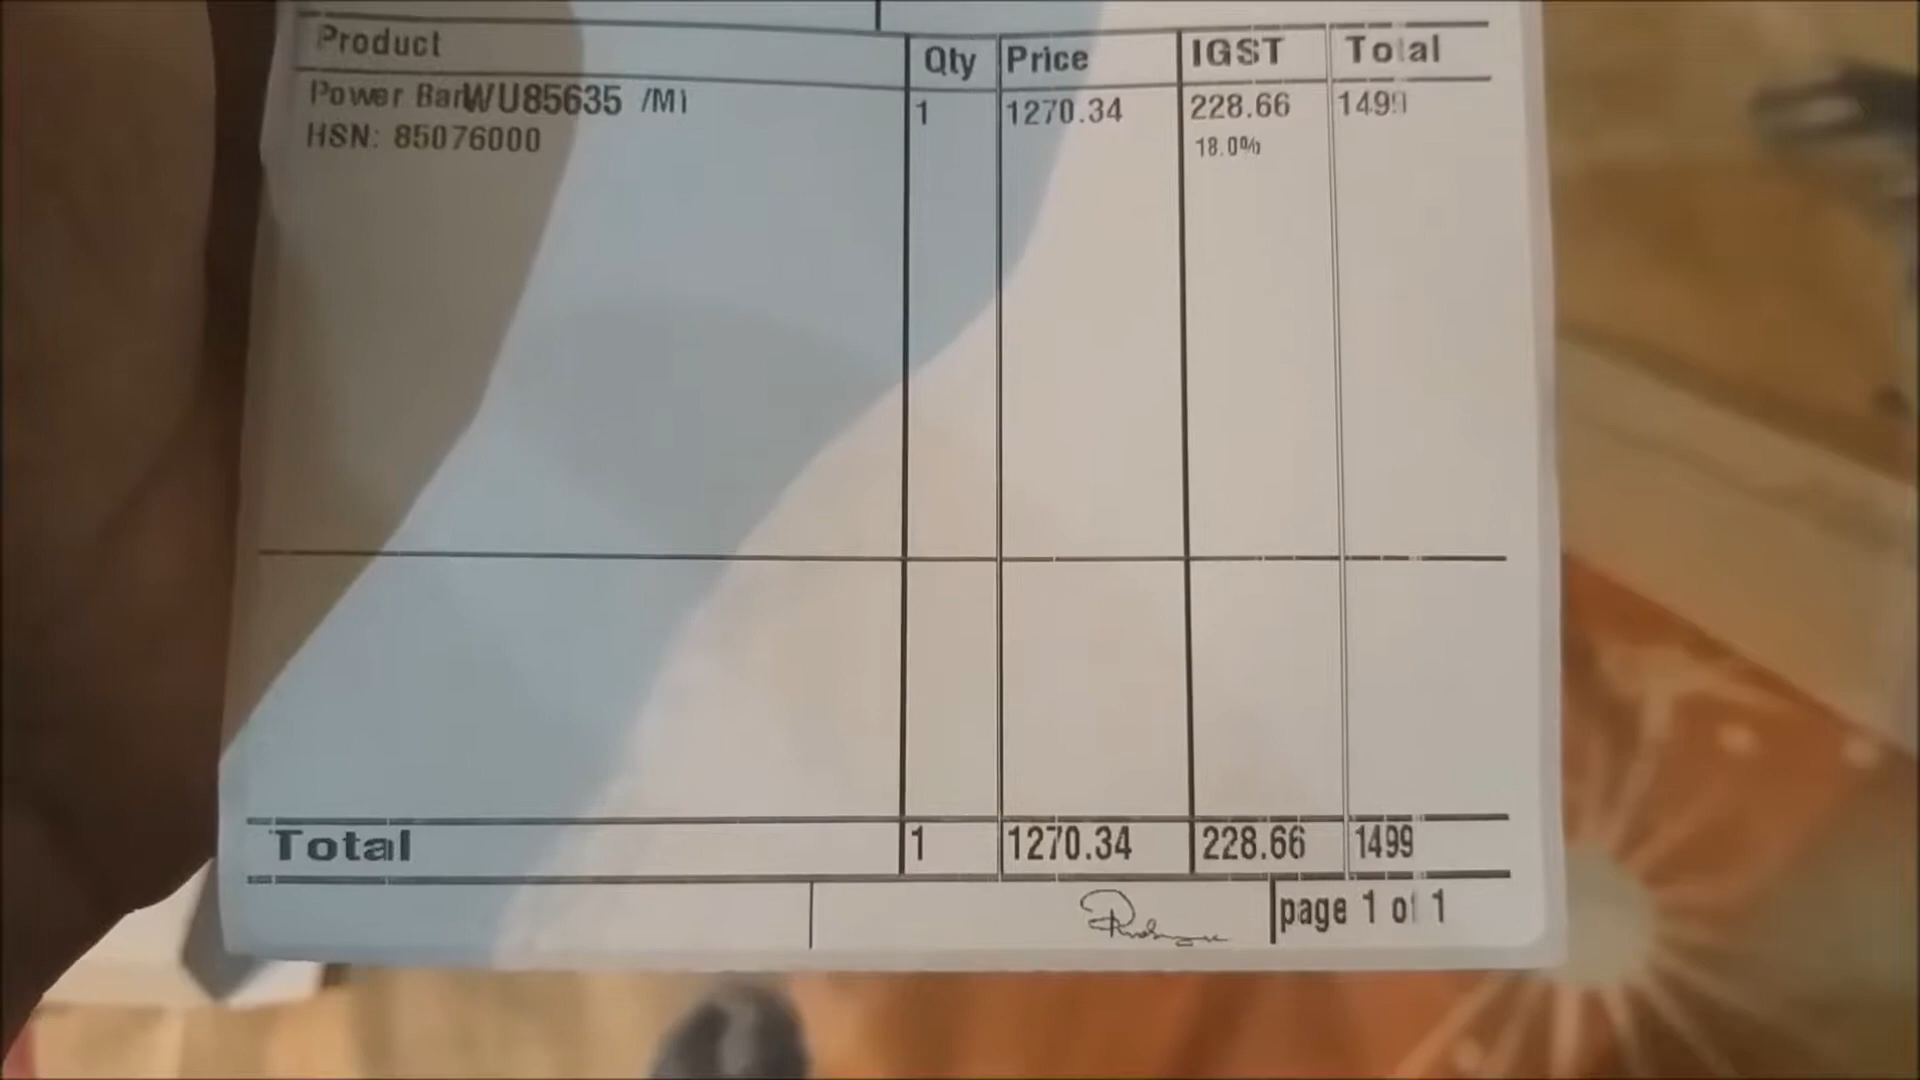 Product Qty Price IGST Total
Power BanWU85635 /MI 1 1270.34 228.66 1499
HSN: 85076000 18.0%
Total 1 1270.34 228.66 1499
page 1 of 1